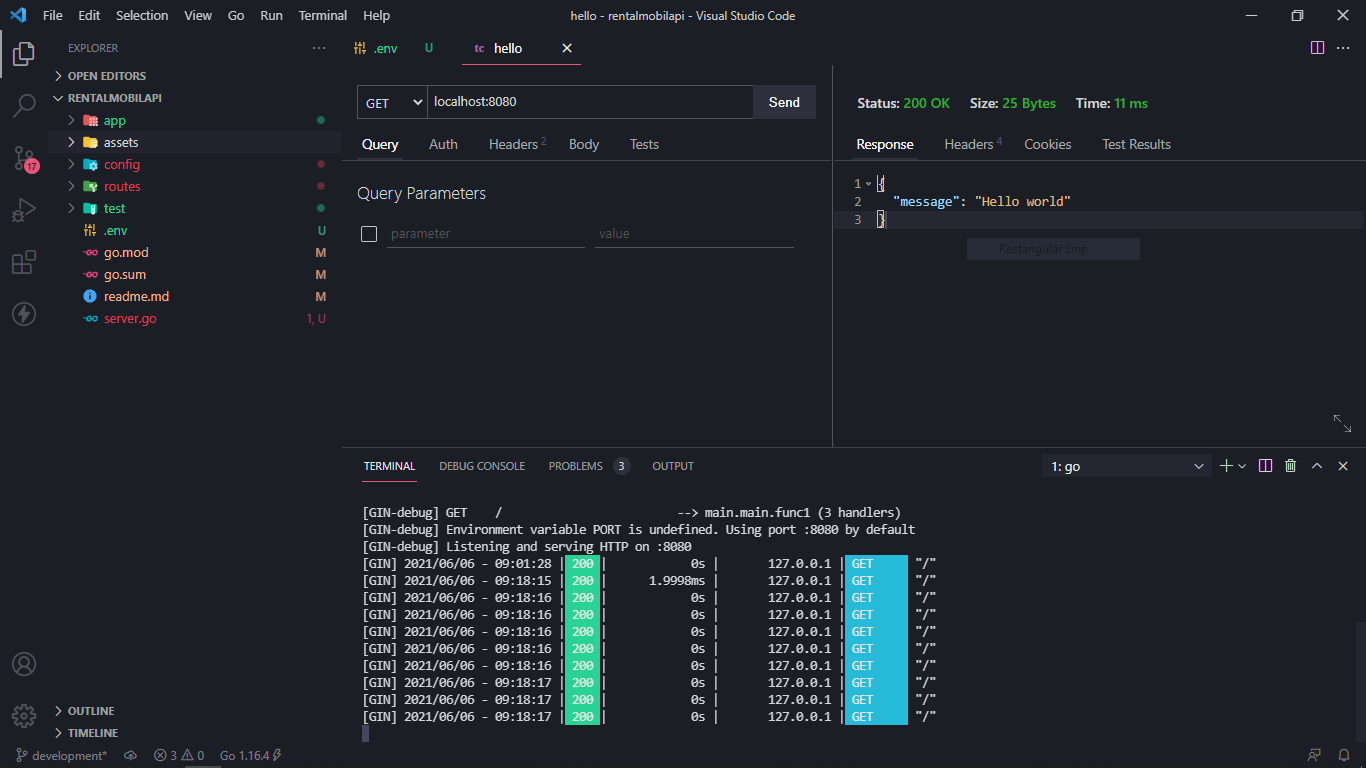 File Edit Selection View Go Run Terminal Help
hello - rentalmobilapi - Visual Studio Code
EXPLORER
OPEN EDITORS
RENTALMOBILAPI
app
assets
config
routes
test
.env U
go.mod M
go.sum M
readme.md M
server.go 1, U
OUTLINE
TIMELINE
17
.env U
tc hello
GET localhost:8080 Send
Query Auth Headers 2 Body Tests
Query Parameters
parameter value
Status: 200 OK Size: 25 Bytes Time: 11 ms
Response Headers 4 Cookies Test Results
1 {
2 "message": "Hello world"
3 }
Rectangular Snip
TERMINAL DEBUG CONSOLE PROBLEMS 3 OUTPUT
1: go
[GIN-debug] GET / --> main.main.func1 (3 handlers)
[GIN-debug] Environment variable PORT is undefined. Using port :8080 by default
[GIN-debug] Listening and serving HTTP on :8080
[GIN] 2021/06/06 - 09:01:28 | 200 | 0s | 127.0.0.1 | GET "/"
[GIN] 2021/06/06 - 09:18:15 | 200 | 1.9998ms | 127.0.0.1 | GET "/"
[GIN] 2021/06/06 - 09:18:16 | 200 | 0s | 127.0.0.1 | GET "/"
[GIN] 2021/06/06 - 09:18:16 | 200 | 0s | 127.0.0.1 | GET "/"
[GIN] 2021/06/06 - 09:18:16 | 200 | 0s | 127.0.0.1 | GET "/"
[GIN] 2021/06/06 - 09:18:16 | 200 | 0s | 127.0.0.1 | GET "/"
[GIN] 2021/06/06 - 09:18:16 | 200 | 0s | 127.0.0.1 | GET "/"
[GIN] 2021/06/06 - 09:18:17 | 200 | 0s | 127.0.0.1 | GET "/"
[GIN] 2021/06/06 - 09:18:17 | 200 | 0s | 127.0.0.1 | GET "/"
[GIN] 2021/06/06 - 09:18:17 | 200 | 0s | 127.0.0.1 | GET "/"
development* 3 0 Go 1.16.4